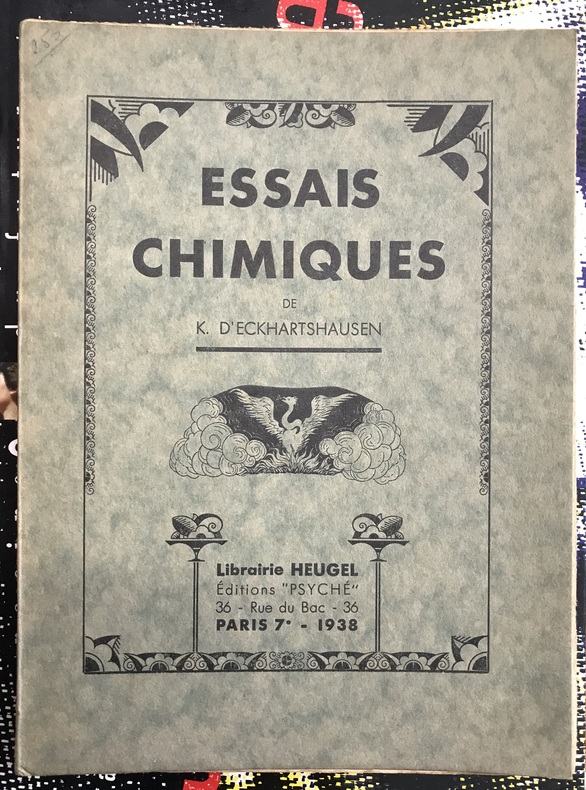 ESSAIS
CHIMIQUES
DE
K. D'ECKHARTSHAUSEN
Librairie HEUGEL
Éditions "PSYCHÉ"
36 - Rue du Bac - 36
PARIS 7e - 1938